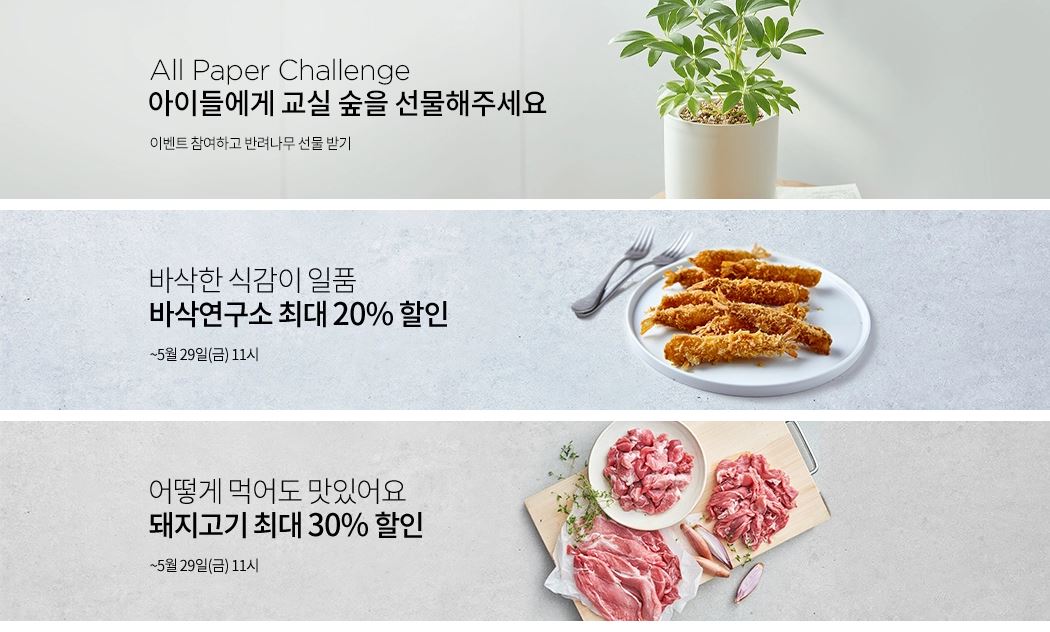 All Paper Challenge
아이들에게 교실 숲을 선물해주세요
이벤트 참여하고 반려나무 선물 받기
바삭한 식감이 일품
바삭연구소 최대 20% 할인
~5월 29일(금) 11시
어떻게 먹어도 맛있어요
돼지고기 최대 30% 할인
~5월 29일(금) 11시